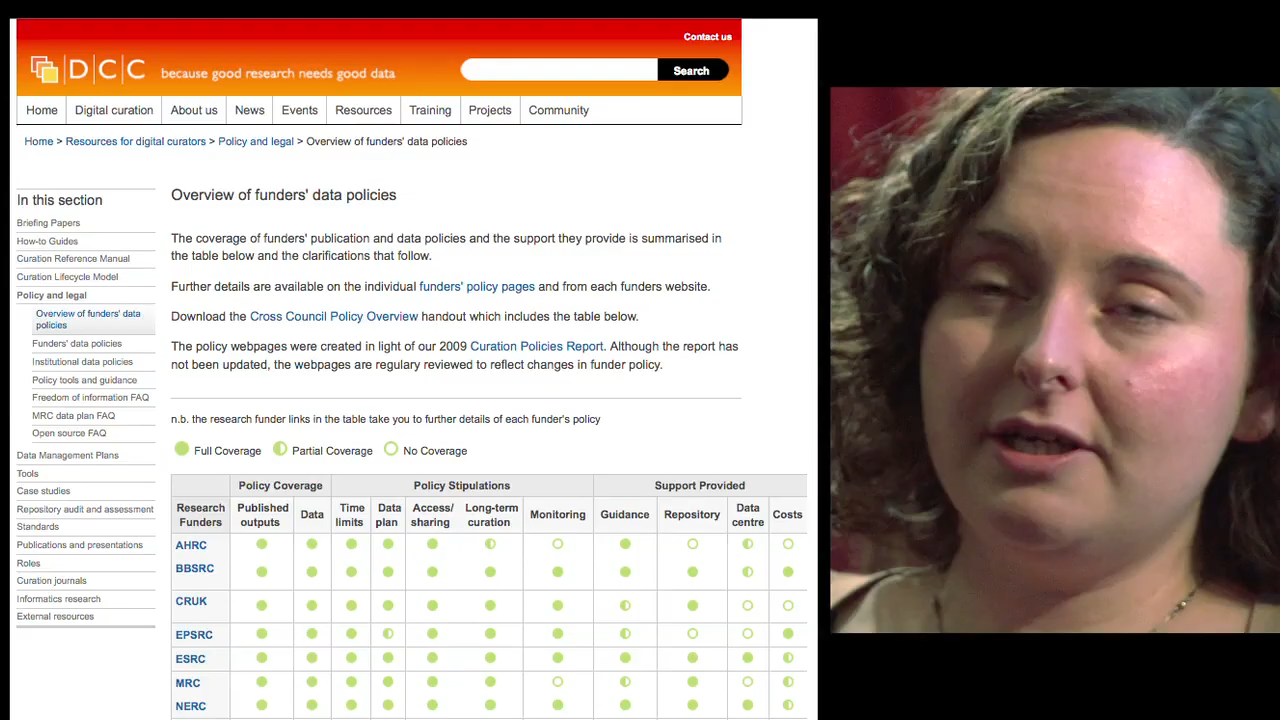 Contact us
DCC because good research needs good data
Search
Home Digital curation About us News Events Resources Training Projects Community
Home > Resources for digital curators > Policy and legal > Overview of funders' data policies
In this section
Briefing Papers
How-to Guides
Curation Reference Manual
Curation Lifecycle Model
Policy and legal
Overview of funders' data
policies
Funders' data policies
Institutional data policies
Policy tools and guidance
Freedom of information FAQ
MRC data plan FAQ
Open source FAQ
Data Management Plans
Tools
Case studies
Repository audit and assessment
Standards
Publications and presentations
Roles
Curation journals
Informatics research
External resources
Overview of funders' data policies
The coverage of funders' publication and data policies and the support they provide is summarised in
the table below and the clarifications that follow.
Further details are available on the individual funders' policy pages and from each funders website.
Download the Cross Council Policy Overview handout which includes the table below.
The policy webpages were created in light of our 2009 Curation Policies Report. Although the report has
not been updated, the webpages are regulary reviewed to reflect changes in funder policy.
n.b. the research funder links in the table take you to further details of each funder's policy
Full Coverage Partial Coverage No Coverage
Policy Coverage Policy Stipulations Support Provided
Research Published Time Data Access/ Long-term Data
Funders outputs Data limits plan sharing curation Monitoring Guidance Repository centre Costs
AHRC
BBSRC
CRUK
EPSRC
ESRC
MRC
NERC